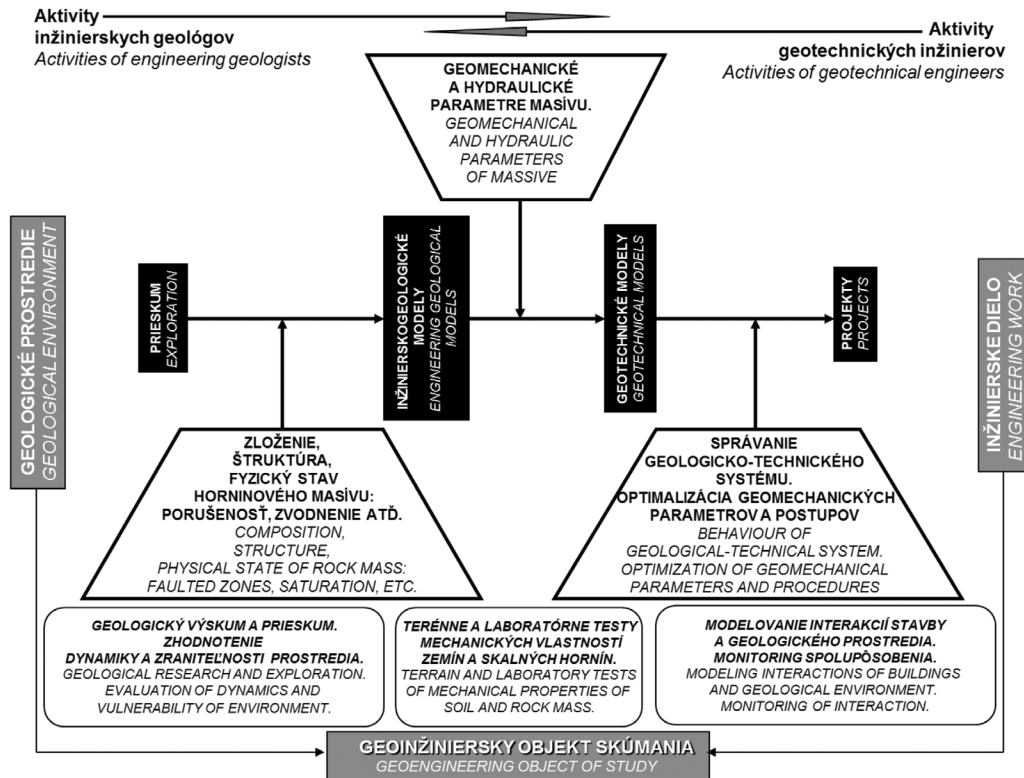 Aktivity
inžinierskych geológov
Activities of engineering geologists
Aktivity
geotechnických inžinierov
Activities of geotechnical engineers
GEOMECHANICKÉ
A HYDRAULICKÉ
PARAMETRE MASÍVU.
GEOMECHANICAL
AND HYDRAULIC
PARAMETERS
OF MASSIVE
GEOLOGICKÉ PROSTREDIE
GEOLOGICAL ENVIRONMENT
PRIESKUM
EXPLORATION
INŽINIERSKOGEOLOGICKÉ
MODELY
ENGINEERING GEOLOGICAL
MODELS
GEOTECHNICKÉ MODELY
GEOTECHNICAL MODELS
PROJEKTY
PROJECTS
INŽINIERSKE DIELO
ENGINEERING WORK
ZLOŽENIE,
ŠTRUKTÚRA,
FYZICKÝ STAV
HORNINOVÉHO MASÍVU:
PORUŠENOSŤ, ZVODNENIE ATĎ.
COMPOSITION,
STRUCTURE,
PHYSICAL STATE OF ROCK MASS:
FAULTED ZONES, SATURATION, ETC.
SPRÁVANIE
GEOLOGICKO-TECHNICKÉHO
SYSTÉMU.
OPTIMALIZÁCIA GEOMECHANICKÝCH
PARAMETROV A POSTUPOV
BEHAVIOUR OF
GEOLOGICAL-TECHNICAL SYSTEM.
OPTIMIZATION OF GEOMECHANICAL
PARAMETERS AND PROCEDURES
GEOLOGICKÝ VÝSKUM A PRIESKUM.
ZHODNOTENIE
DYNAMIKY A ZRANITEĽNOSTI PROSTREDIA.
GEOLOGICAL RESEARCH AND EXPLORATION.
EVALUATION OF DYNAMICS AND
VULNERABILITY OF ENVIRONMENT.
TERÉNNE A LABORATÓRNE TESTY
MECHANICKÝCH VLASTNOSTÍ
ZEMÍN A SKALNÝCH HORNÍN.
TERRAIN AND LABORATORY TESTS
OF MECHANICAL PROPERTIES OF
SOIL AND ROCK MASS.
MODELOVANIE INTERAKCIÍ STAVBY
A GEOLOGICKÉHO PROSTREDIA.
MONITORING SPOLUPÔSOBENIA.
MODELING INTERACTIONS OF BUILDINGS
AND GEOLOGICAL ENVIRONMENT.
MONITORING OF INTERACTION.
GEOINŽINIERSKY OBJEKT SKÚMANIA
GEOENGINEERING OBJECT OF STUDY